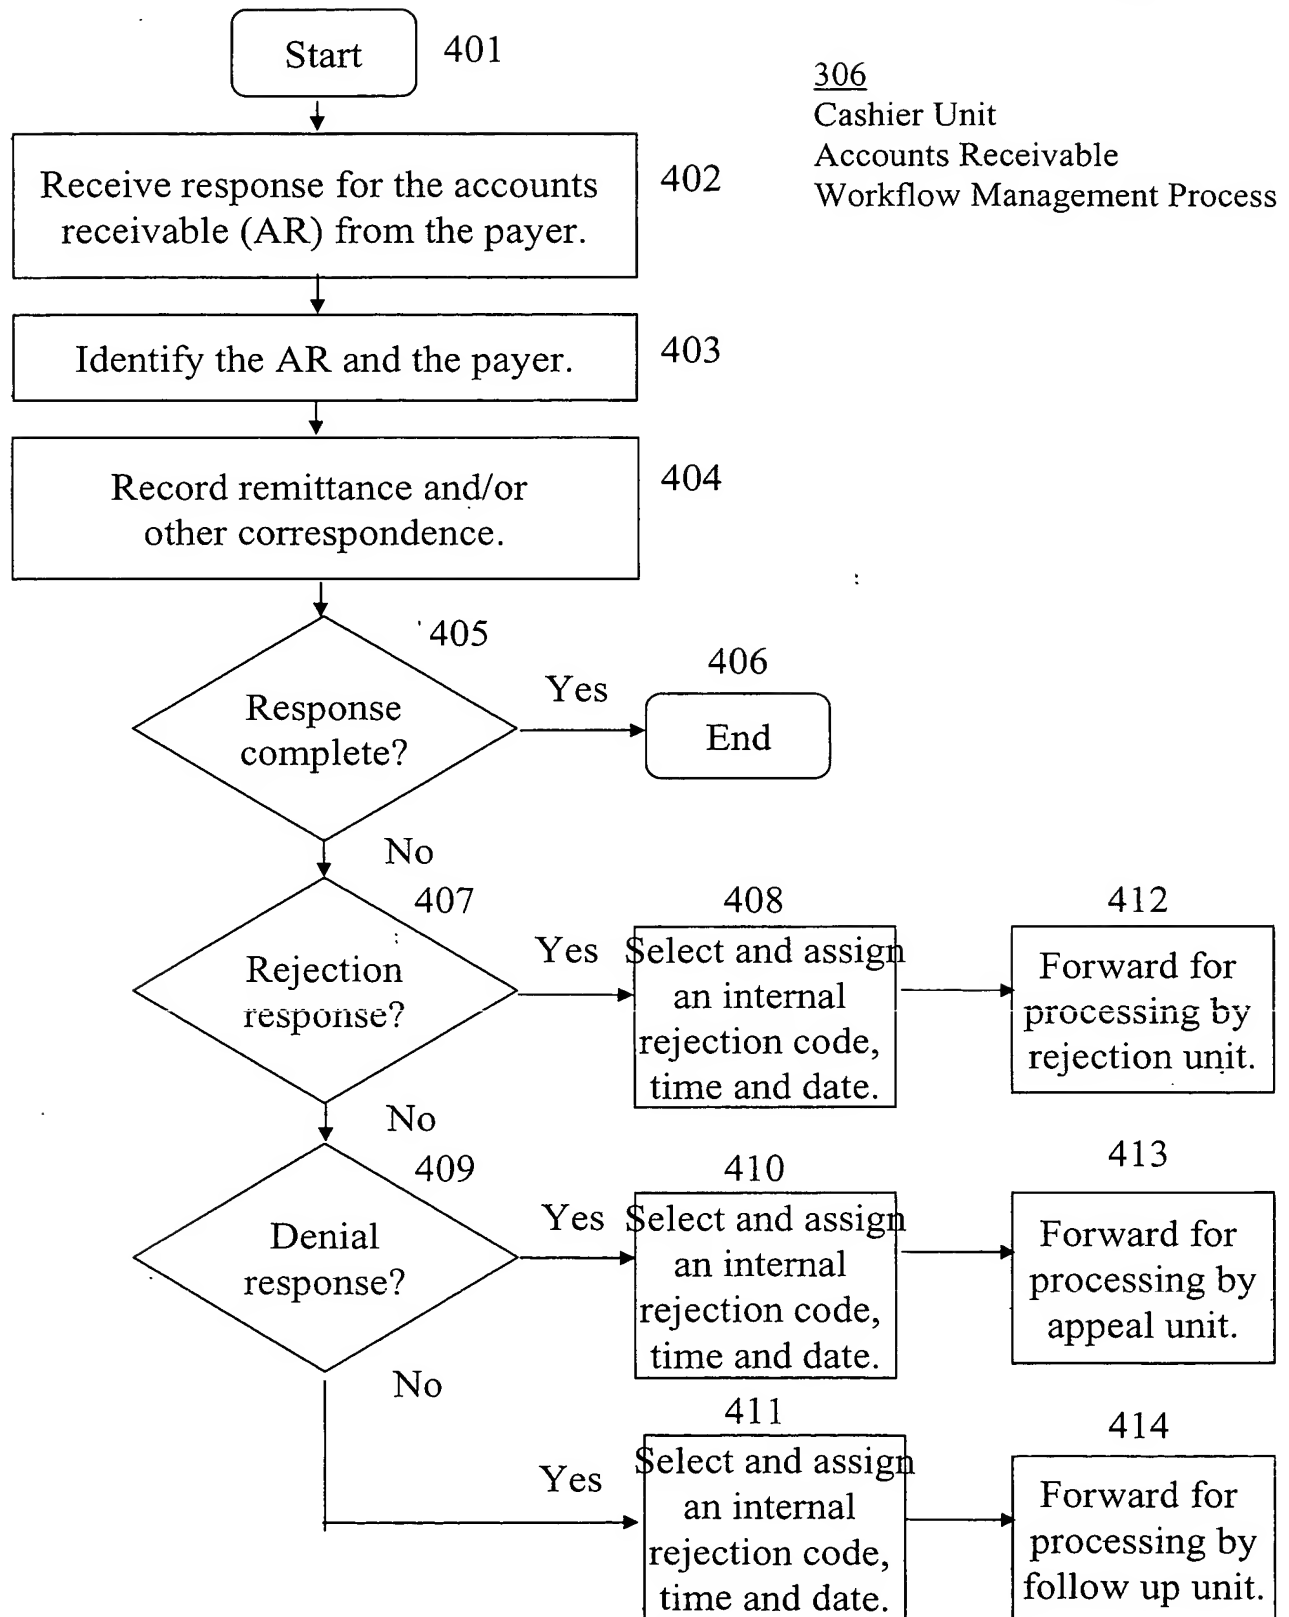 Start
401
306
Cashier Unit
Accounts Receivable
Workflow Management Process
Receive response for the accounts
receivable (AR) from the payer.
402
Identify the AR and the payer.
403
Record remittance and/or
other correspondence.
404
405
Response
complete?
Yes
406
End
No
407
Rejection
response?
Yes
408
Select and assign
an internal
rejection code,
time and date.
412
Forward for
processing by
rejection unit.
No
409
Denial
response?
Yes
410
Select and assign
an internal
rejection code,
time and date.
413
Forward for
processing by
appeal unit.
No
Yes
411
Select and assign
an internal
rejection code,
time and date.
414
Forward for
processing by
follow up unit.